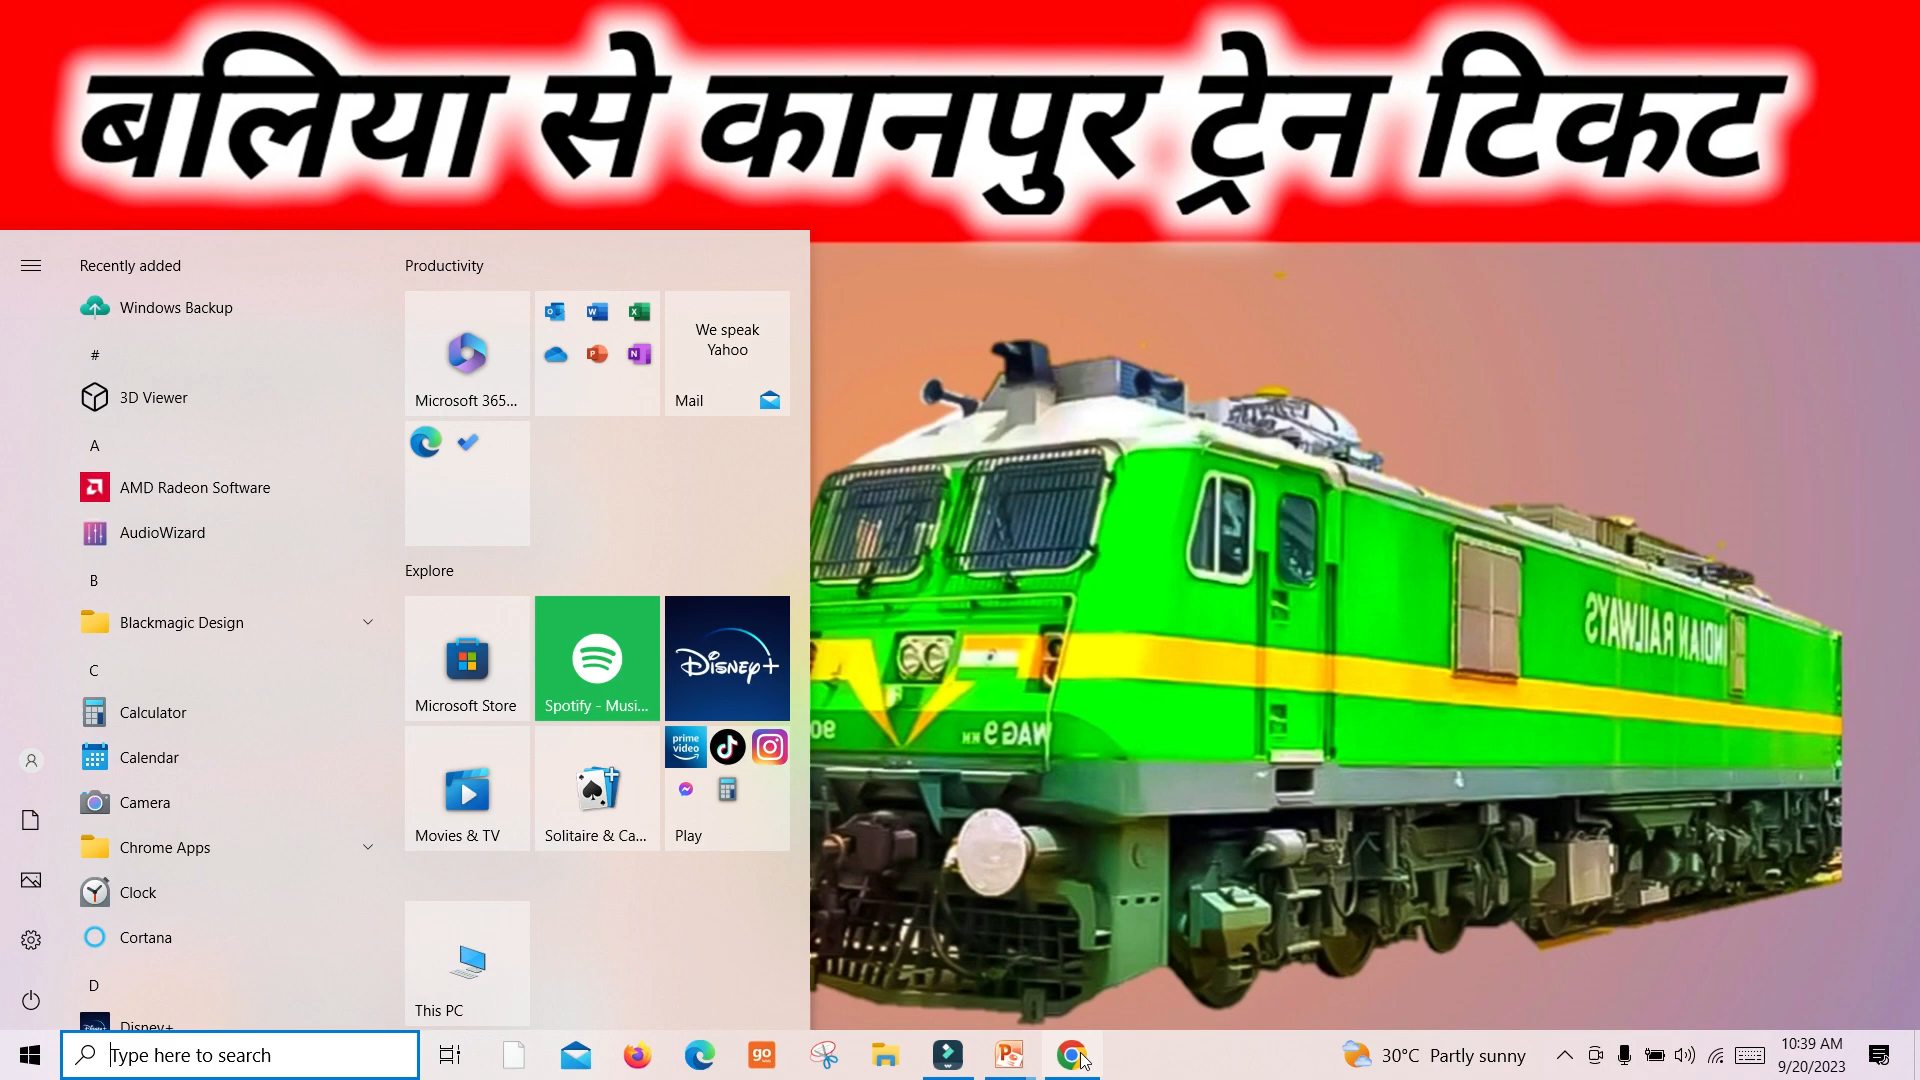 बलिया से कानपुर ट्रेन टिकट
Recently added
Windows Backup
#
3D Viewer
A
AMD Radeon Software
AudioWizard
B
Blackmagic Design
C
Calculator
Calendar
Camera
Chrome Apps
Clock
Cortana
D
Disney+
Productivity
Microsoft 365...
We speak
Yahoo
Mail
Explore
Microsoft Store
Spotify - Musi...
Disney+
Movies & TV
Solitaire & Ca...
prime
video
Play
This PC
INDIAN RAILWAYS
WAG 9 HH
90
Type here to search
go
30°C Partly sunny
10:39 AM
9/20/2023